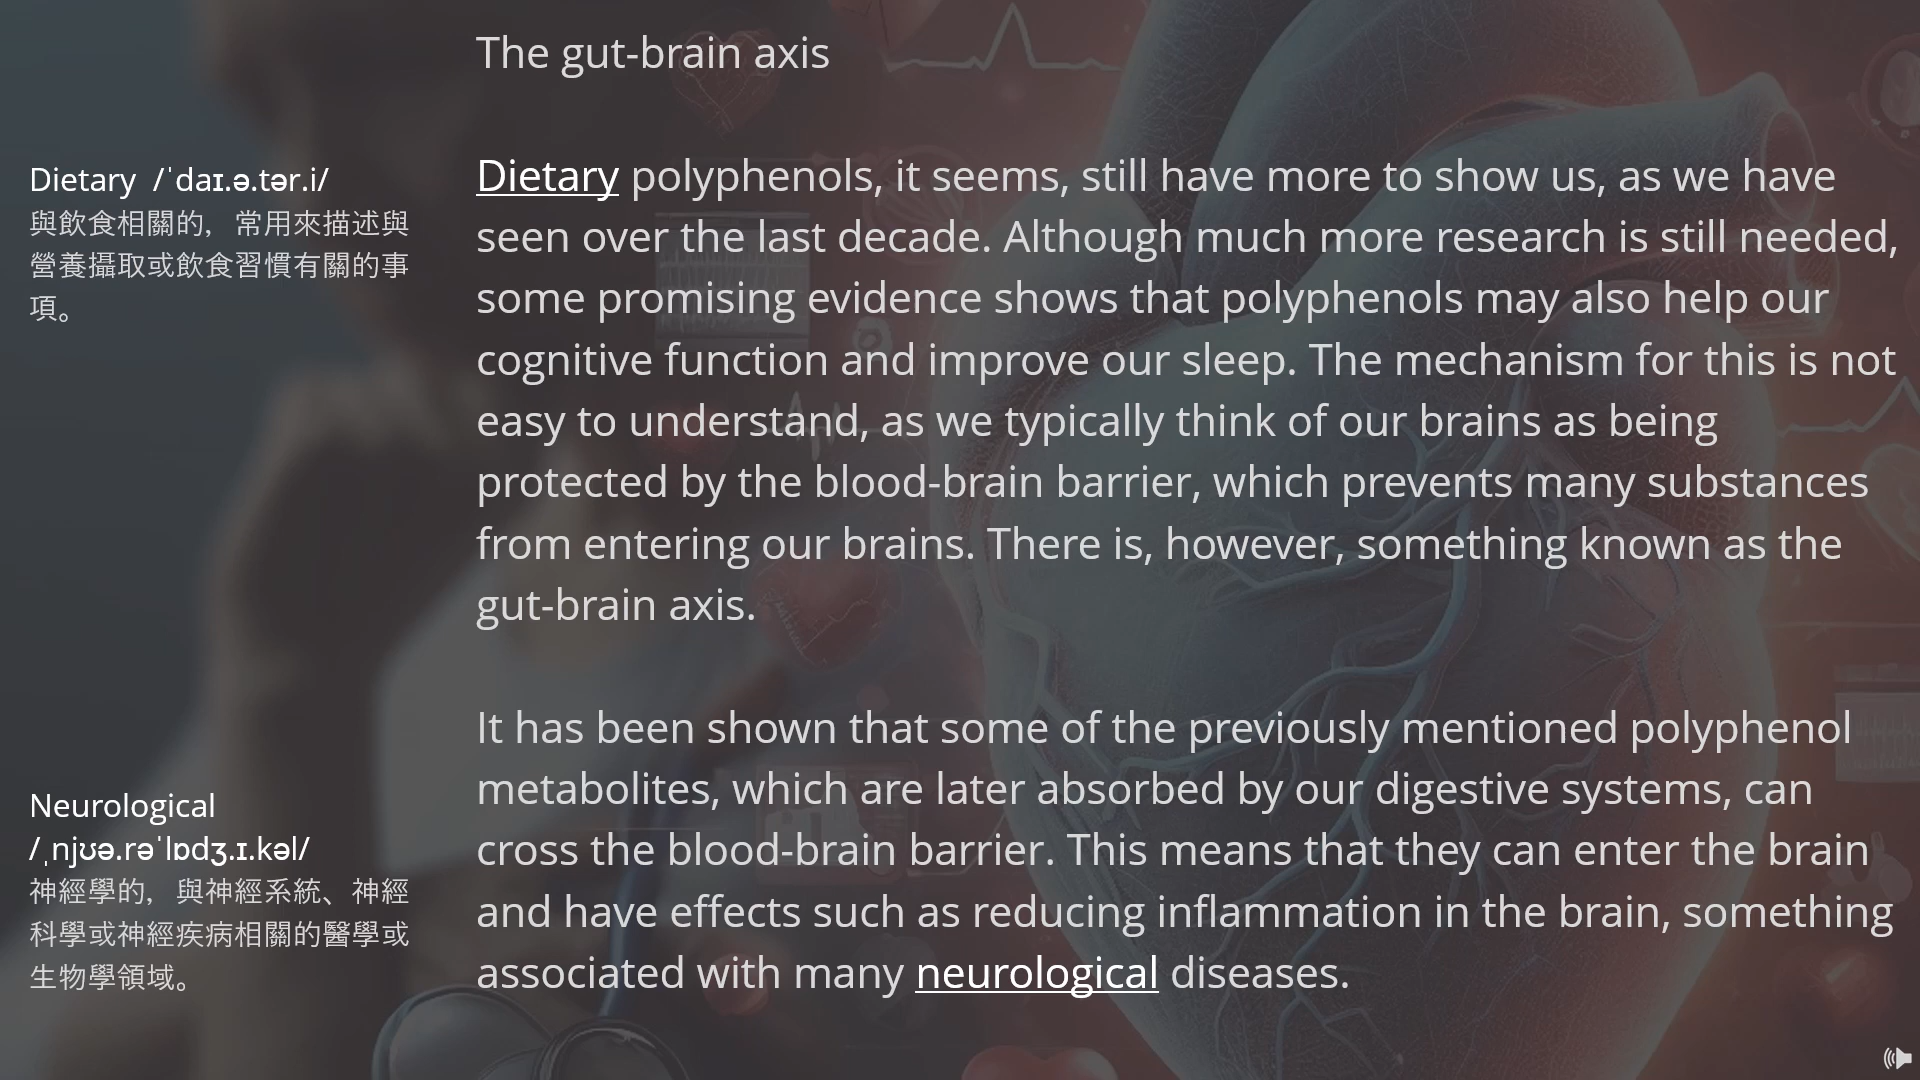 The gut-brain axis
Dietary /ˈdaɪ.ə.tər.i/
與飲食相關的，常用來描述與
營養攝取或飲食習慣有關的事
項。
Dietary polyphenols, it seems, still have more to show us, as we have
seen over the last decade. Although much more research is still needed,
some promising evidence shows that polyphenols may also help our
cognitive function and improve our sleep. The mechanism for this is not
easy to understand, as we typically think of our brains as being
protected by the blood-brain barrier, which prevents many substances
from entering our brains. There is, however, something known as the
gut-brain axis.
It has been shown that some of the previously mentioned polyphenol
metabolites, which are later absorbed by our digestive systems, can
cross the blood-brain barrier. This means that they can enter the brain
and have effects such as reducing inflammation in the brain, something
associated with many neurological diseases.
Neurological
/ˌnjʊə.rəˈlɒdʒ.ɪ.kəl/
神經學的，與神經系統、神經
科學或神經疾病相關的醫學或
生物學領域。